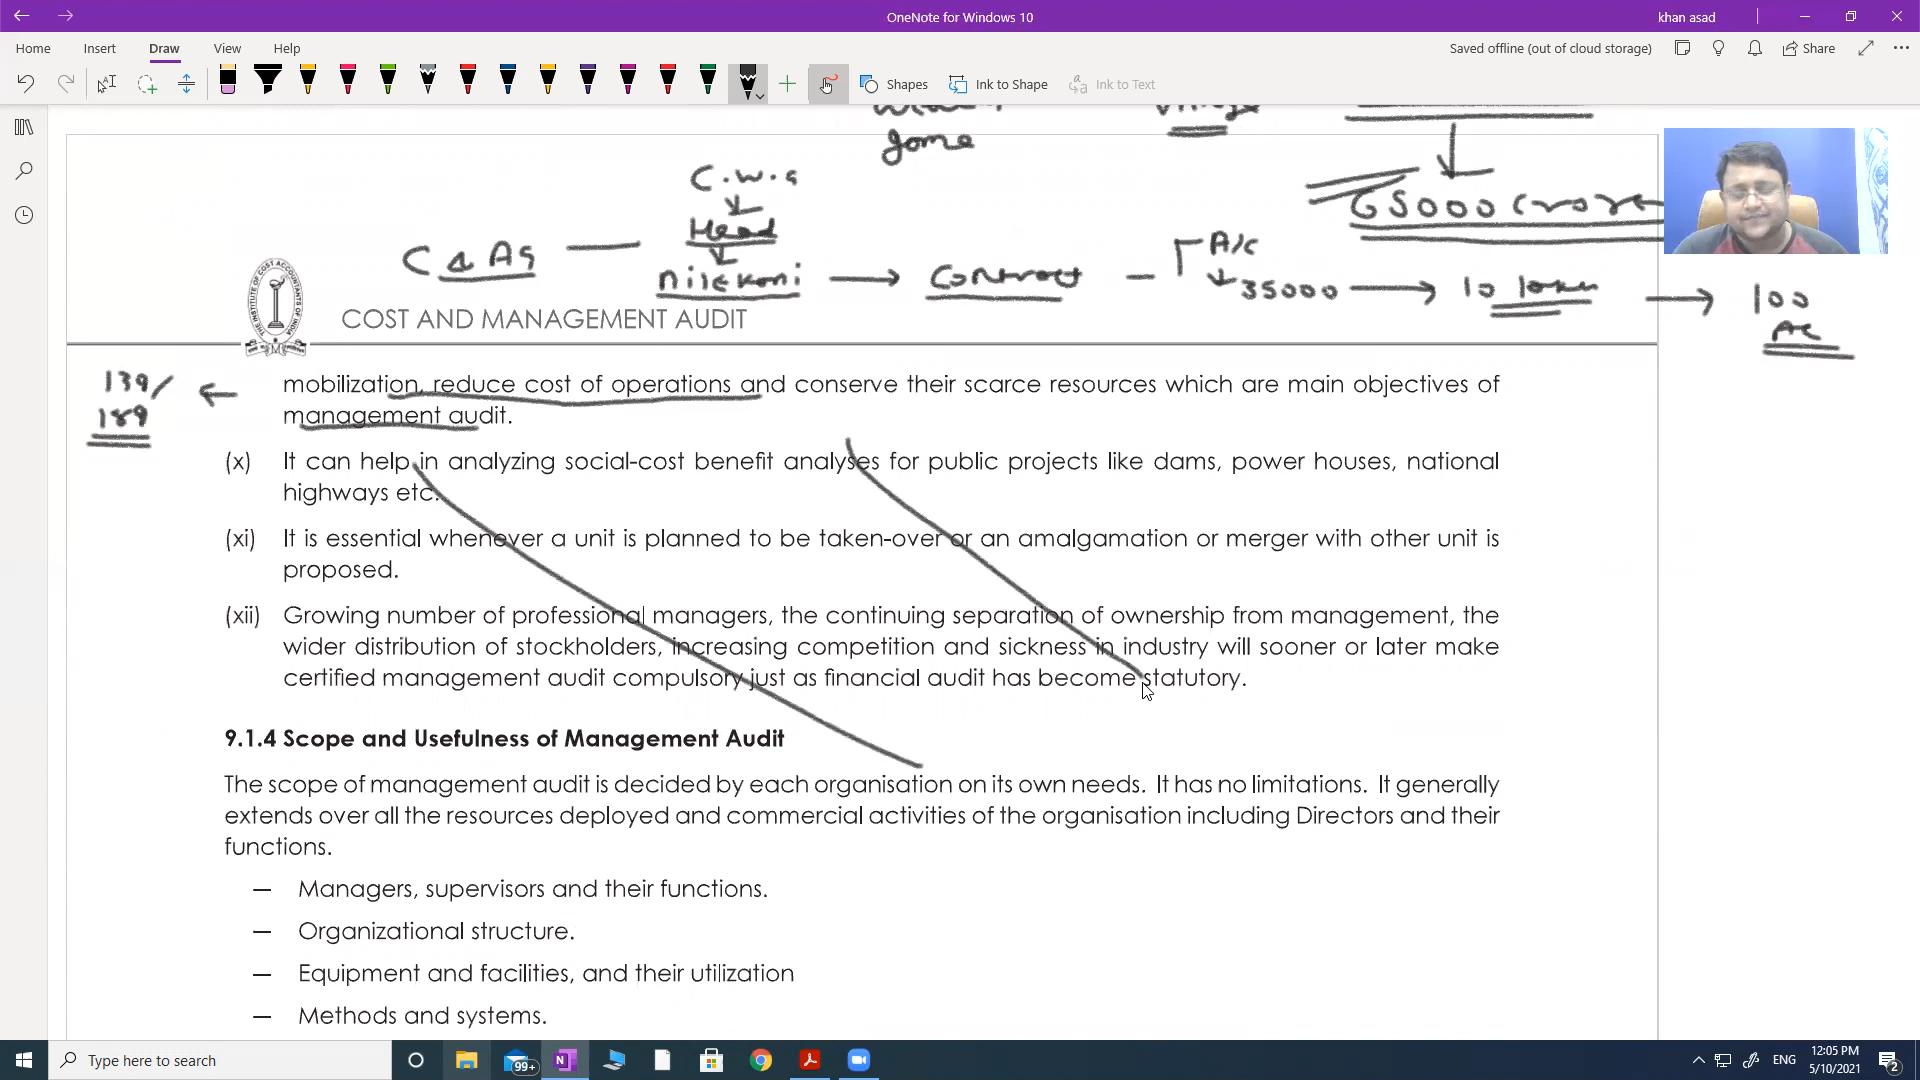 OneNote for Windows 10
khan asad
Home Insert Draw View Help
Saved offline (out of cloud storage)
Share
Shapes
Ink to Shape
Ink to Text
game
C.W.G
Head
C & AG
nilekani
Contract
A/C
35000
65000 crore
100
AC
THE INSTITUTE OF COST ACCOUNTANTS OF INDIA
COST AND MANAGEMENT AUDIT
139/
189
mobilization, reduce cost of operations and conserve their scarce resources which are main objectives of
management audit.
(x) It can help in analyzing social-cost benefit analyses for public projects like dams, power houses, national
highways etc.
(xi) It is essential whenever a unit is planned to be taken-over or an amalgamation or merger with other unit is
proposed.
(xii) Growing number of professional managers, the continuing separation of ownership from management, the
wider distribution of stockholders, increasing competition and sickness in industry will sooner or later make
certified management audit compulsory just as financial audit has become statutory.
9.1.4 Scope and Usefulness of Management Audit
The scope of management audit is decided by each organisation on its own needs. It has no limitations. It generally
extends over all the resources deployed and commercial activities of the organisation including Directors and their
functions.
— Managers, supervisors and their functions.
— Organizational structure.
— Equipment and facilities, and their utilization
— Methods and systems.
Type here to search
99+
ENG
12:05 PM
5/10/2021
2